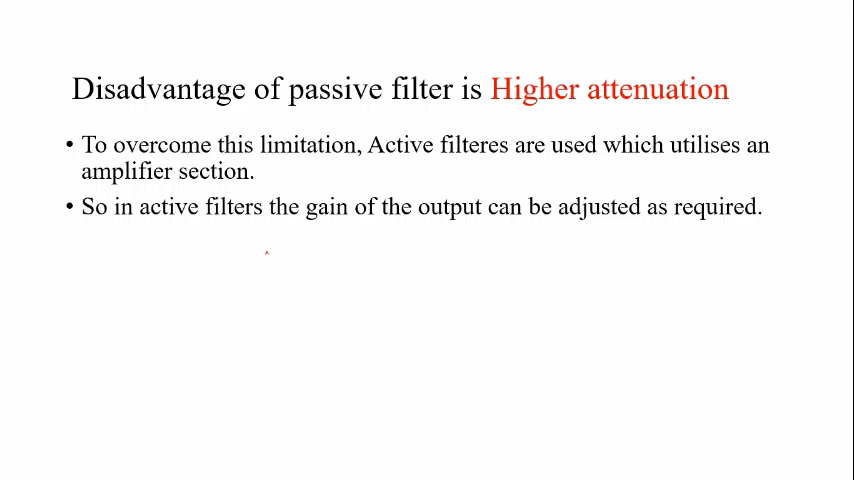 Disadvantage of passive filter is Higher attenuation
• To overcome this limitation, Active filteres are used which utilises an
amplifier section.
• So in active filters the gain of the output can be adjusted as required.